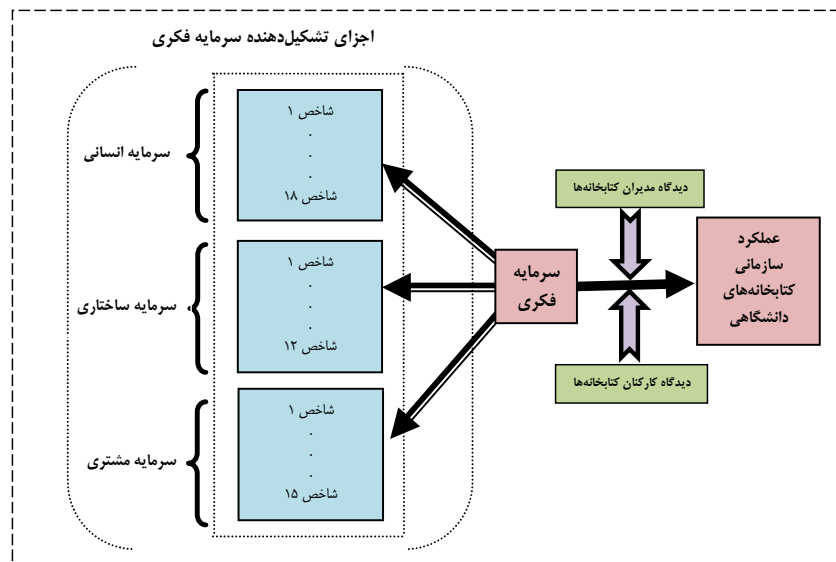 اجزای تشکیل‌دهنده سرمایه فکری
شاخص ۱
.
.
.
شاخص ۱۸
سرمایه انسانی
شاخص ۱
.
.
.
شاخص ۱۲
سرمایه ساختاری
شاخص ۱
.
.
.
شاخص ۱۵
سرمایه مشتری
سرمایه
فکری
دیدگاه مدیران کتابخانه‌ها
دیدگاه کارکنان کتابخانه‌ها
عملکرد
سازمانی
کتابخانه‌های
دانشگاهی